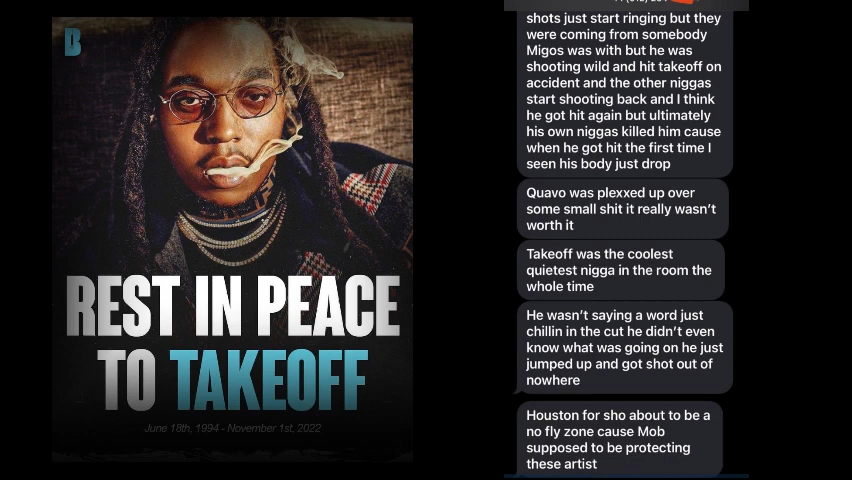 B
REST IN PEACE
TO TAKEOFF
June 18th, 1994 - November 1st, 2022
shots just start ringing but they
were coming from somebody
Migos was with but he was
shooting wild and hit takeoff on
accident and the other niggas
start shooting back and I think
he got hit again but ultimately
his own niggas killed him cause
when he got hit the first time I
seen his body just drop
Quavo was plexxed up over
some small shit it really wasn't
worth it
Takeoff was the coolest
quietest nigga in the room the
whole time
He wasn't saying a word just
chillin in the cut he didn't even
know what was going on he just
jumped up and got shot out of
nowhere
Houston for sho about to be a
no fly zone cause Mob
supposed to be protecting
these artist